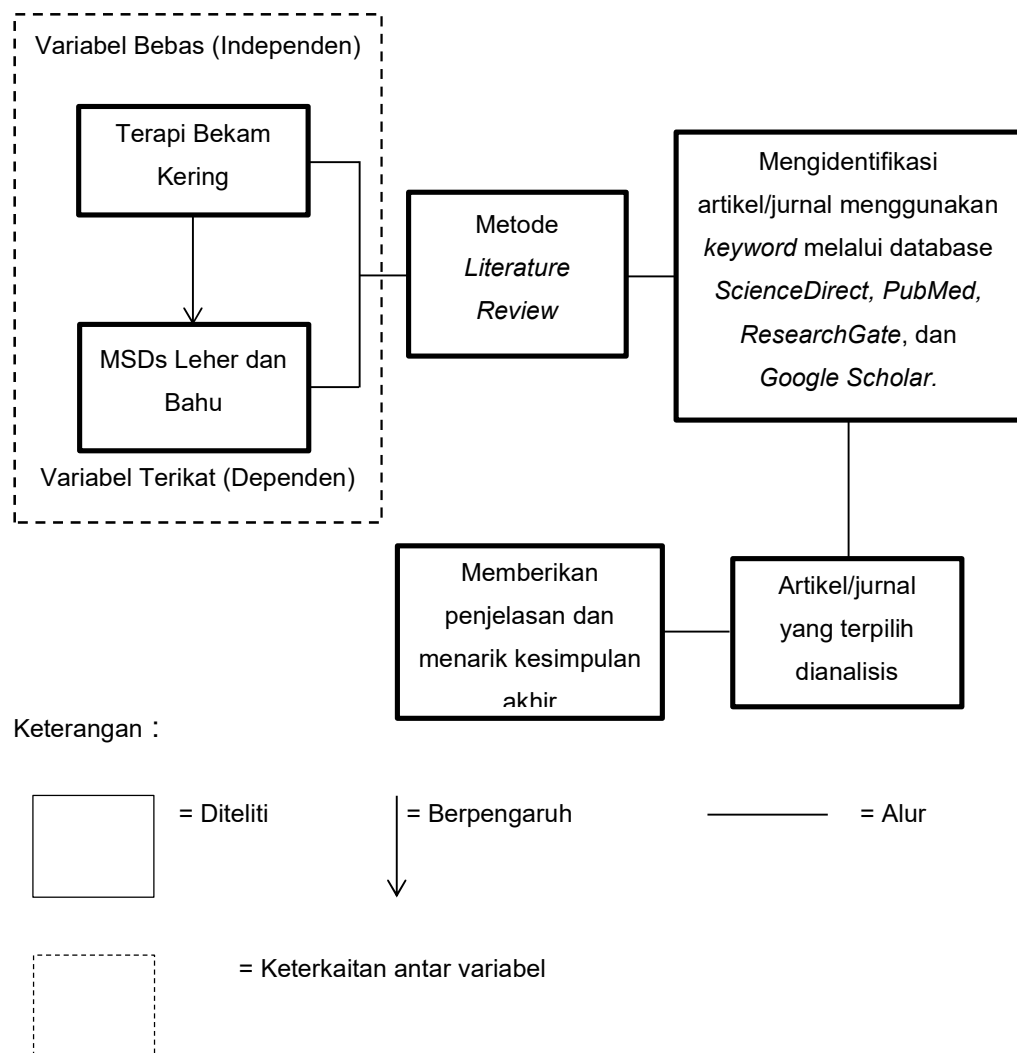 Variabel Bebas (Independen)
Terapi Bekam
Kering
MSDs Leher dan
Bahu
Variabel Terikat (Dependen)
Metode
Literature
Review
Mengidentifikasi
artikel/jurnal menggunakan
keyword melalui database
ScienceDirect, PubMed,
ResearchGate, dan
Google Scholar.
Artikel/jurnal
yang terpilih
dianalisis
Memberikan
penjelasan dan
menarik kesimpulan
akhir
Keterangan :
= Diteliti
= Berpengaruh
= Alur
= Keterkaitan antar variabel